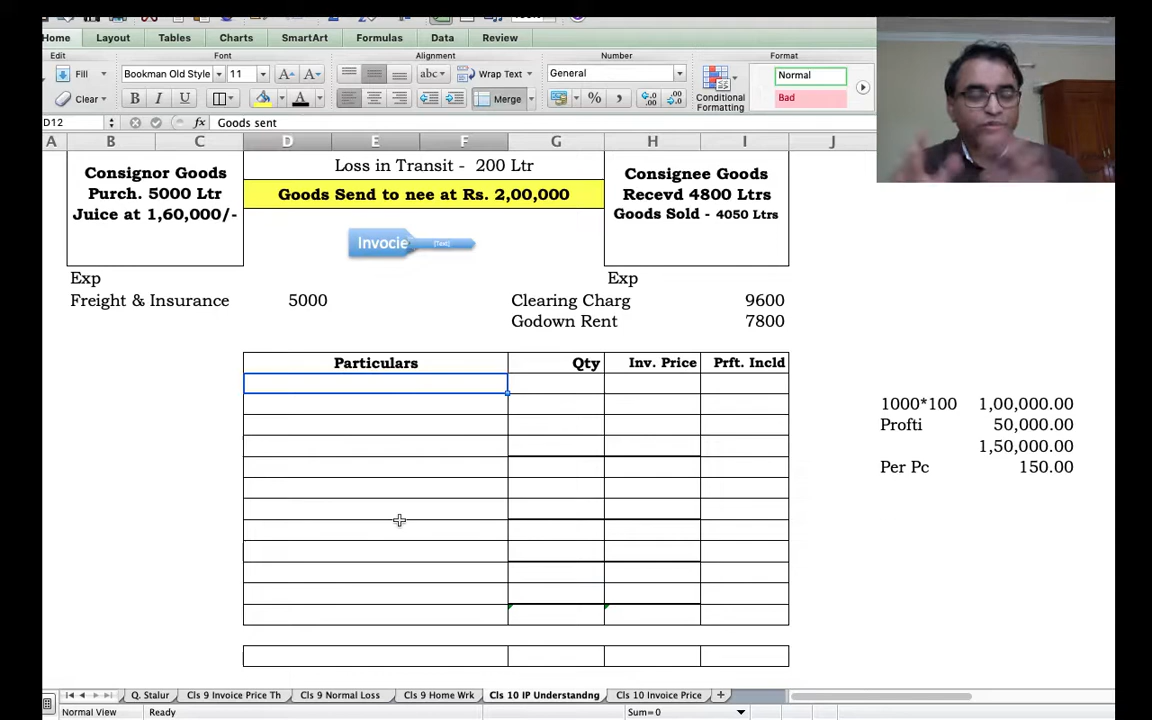 Home Layout Tables Charts SmartArt Formulas Data Review
Edit Font Alignment Number Format
Fill Bookman Old Style 11 A A abc Wrap Text General Normal
Clear B I U A Merge % , .0 .00 .00 .0 Conditional Formatting Bad
D12 fx Goods sent
A B C D E F G H I J
Consignor Goods
Purch. 5000 Ltr
Juice at 1,60,000/-
Loss in Transit - 200 Ltr
Goods Send to nee at Rs. 2,00,000
Invocie [Text]
Consignee Goods
Recevd 4800 Ltrs
Goods Sold - 4050 Ltrs
Exp Exp
Freight & Insurance 5000 Clearing Charg 9600
Godown Rent 7800
Particulars Qty Inv. Price Prft. Incld
1000*100 1,00,000.00
Profti 50,000.00
1,50,000.00
Per Pc 150.00
Q. Stalur Cls 9 Invoice Price Th Cls 9 Normal Loss Cls 9 Home Wrk Cls 10 IP Understandng Cls 10 Invoice Price +
Normal View Ready Sum=0